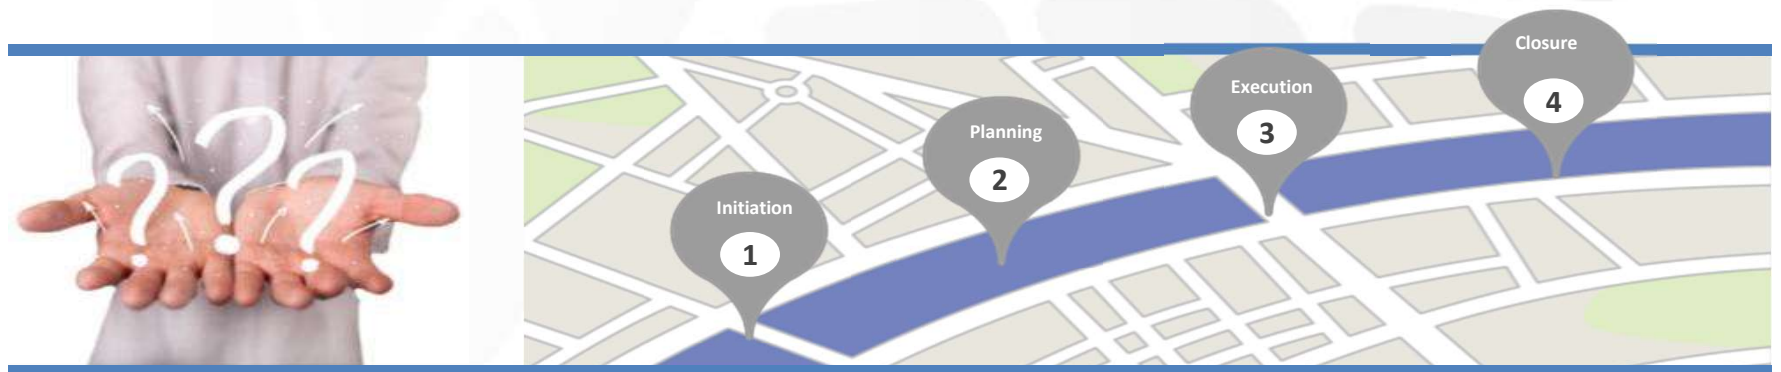 Initiation
1
Planning
2
Execution
3
Closure
4
? ? ?